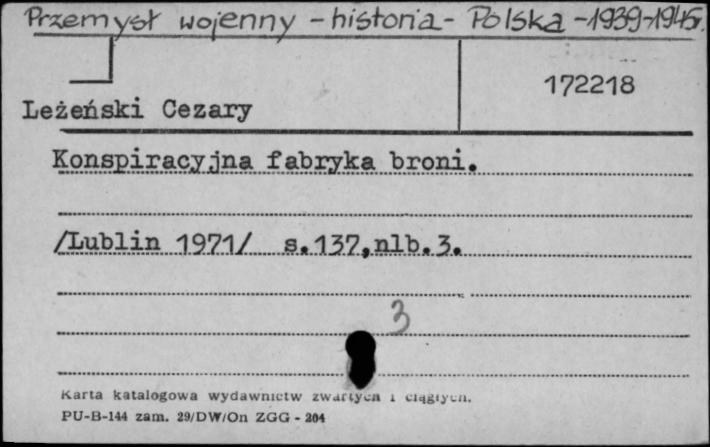 Przemysł wojenny - historia - Polska - 1939-1945.
172218
Leżeński Cezary
Konspiracyjna fabryka broni.
/Lublin 1971/ s.137,nlb.3.
3
Karta katalogowa wydawnictw zwartych i ciągłych.
PU-B-144 zam. 29/DW/On ZGG - 204